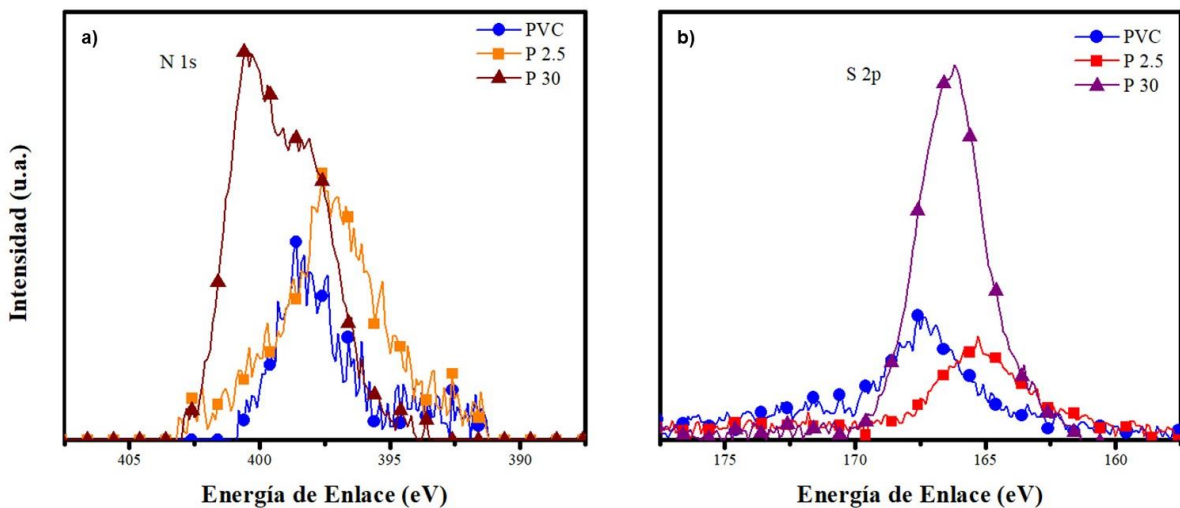 a)
N 1s
PVC
P 2.5
P 30
Intensidad (u.a.)
405
400
395
390
Energía de Enlace (eV)
b)
S 2p
PVC
P 2.5
P 30
175
170
165
160
Energía de Enlace (eV)